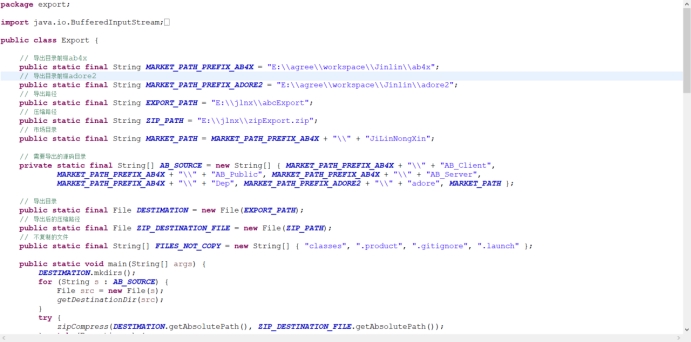 package export;
import java.io.BufferedInputStream;
public class Export {
// 导出目录前缀ab4x
public static final String MARKET_PATH_PREFIX_AB4X = "E:\\agree\\workspace\\Jinlin\\ab4x";
// 导出目录前缀adore2
public static final String MARKET_PATH_PREFIX_ADORE2 = "E:\\agree\\workspace\\Jinlin\\adore2";
// 导出路径
public static final String EXPORT_PATH = "E:\\jlnx\\abcExport";
// 压缩路径
public static final String ZIP_PATH = "E:\\jlnx\\zipExport.zip";
// 市场目录
public static final String MARKET_PATH = MARKET_PATH_PREFIX_AB4X + "\\" + "JiLinNongXin";
// 需要导出的源码目录
private static final String[] AB_SOURCE = new String[] { MARKET_PATH_PREFIX_AB4X + "\\" + "AB_Client",
MARKET_PATH_PREFIX_AB4X + "\\" + "AB_Public", MARKET_PATH_PREFIX_AB4X + "\\" + "AB_Server",
MARKET_PATH_PREFIX_AB4X + "\\" + "Dep", MARKET_PATH_PREFIX_ADORE2 + "\\" + "adore", MARKET_PATH };
// 导出目录
public static final File DESTINATION = new File(EXPORT_PATH);
// 导出后的压缩路径
public static final File ZIP_DESTINATION_FILE = new File(ZIP_PATH);
// 不复制的文件
public static final String[] FILES_NOT_COPY = new String[] { "classes", ".product", ".gitignore", ".launch" };
public static void main(String[] args) {
DESTINATION.mkdirs();
for (String s : AB_SOURCE) {
File src = new File(s);
getDestinationDir(src);
}
try {
zipCompress(DESTINATION.getAbsolutePath(), ZIP_DESTINATION_FILE.getAbsolutePath());